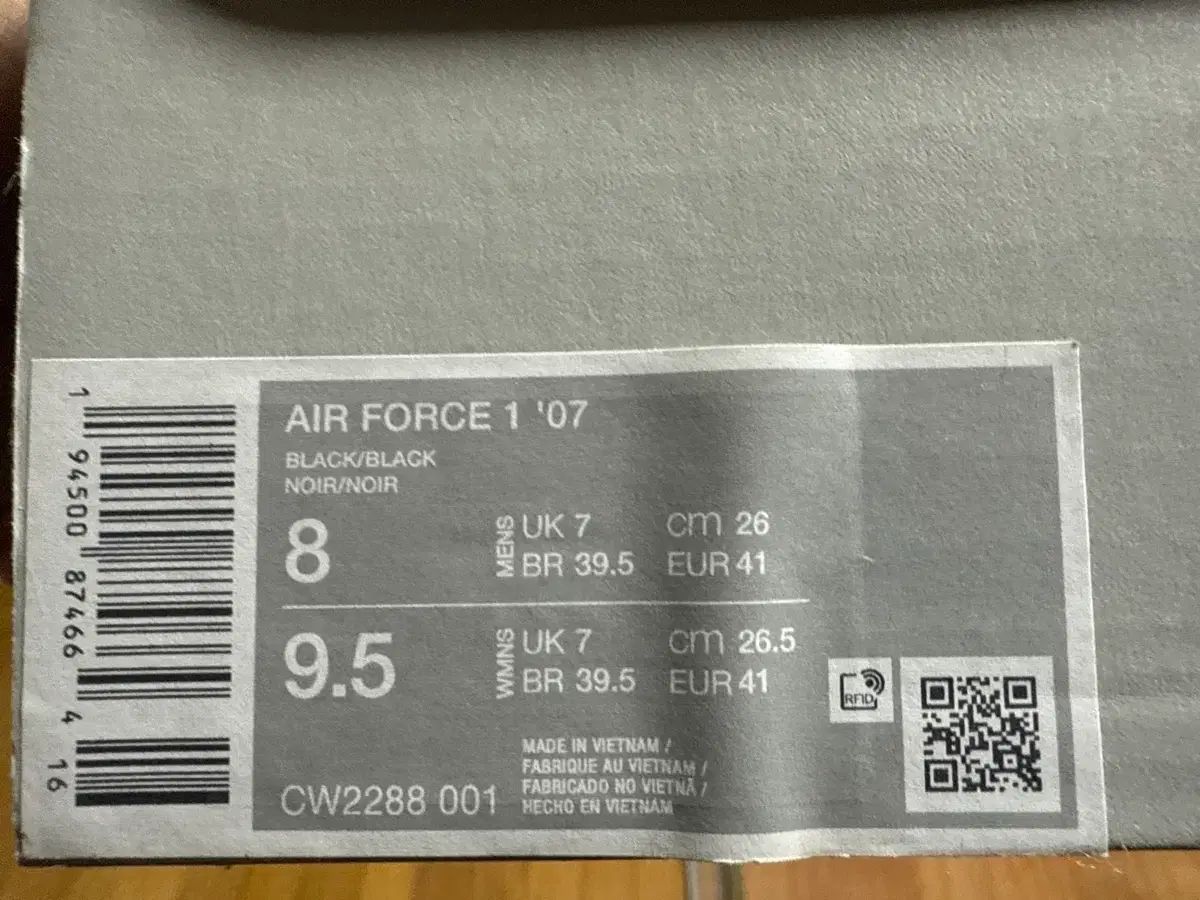 AIR FORCE 1 '07
BLACK/BLACK
NOIR/NOIR
8
MENS
UK 7 cm 26
BR 39.5 EUR 41
9.5
WMNS
UK 7 cm 26.5
BR 39.5 EUR 41
RFID
MADE IN VIETNAM /
FABRIQUE AU VIETNAM /
FABRICADO NO VIETNÃ /
HECHO EN VIETNAM
CW2288 001
1 94500 87466 4 16